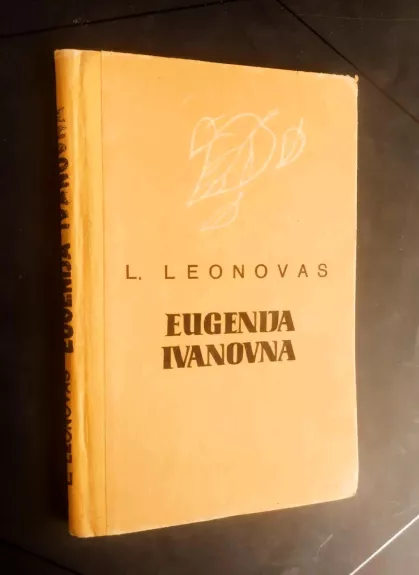 L. LEONOVAS
EUGENIJA
IVANOVNA
L. LEONOVAS EUGENIJA IVANOVNA